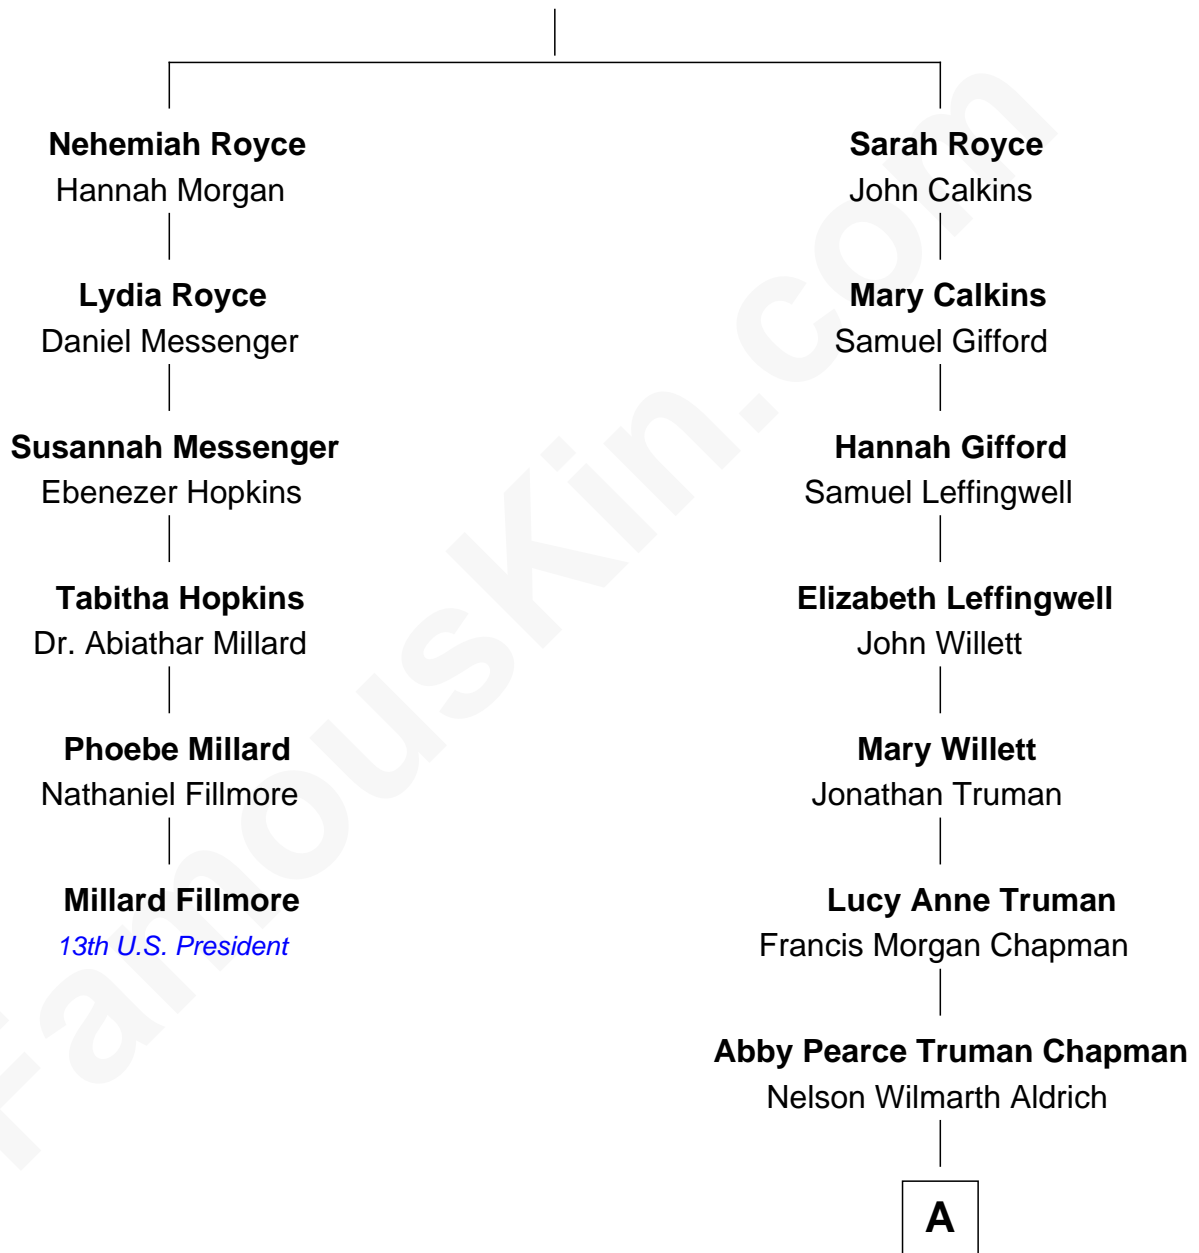 Nehemiah Royce
Hannah Morgan
Lydia Royce
Daniel Messenger
Susannah Messenger
Ebenezer Hopkins
Tabitha Hopkins
Dr. Abiathar Millard
Phoebe Millard
Nathaniel Fillmore
Millard Fillmore
13th U.S. President
Sarah Royce
John Calkins
Mary Calkins
Samuel Gifford
Hannah Gifford
Samuel Leffingwell
Elizabeth Leffingwell
John Willett
Mary Willett
Jonathan Truman
Lucy Anne Truman
Francis Morgan Chapman
Abby Pearce Truman Chapman
Nelson Wilmarth Aldrich
A
FamousKin.com